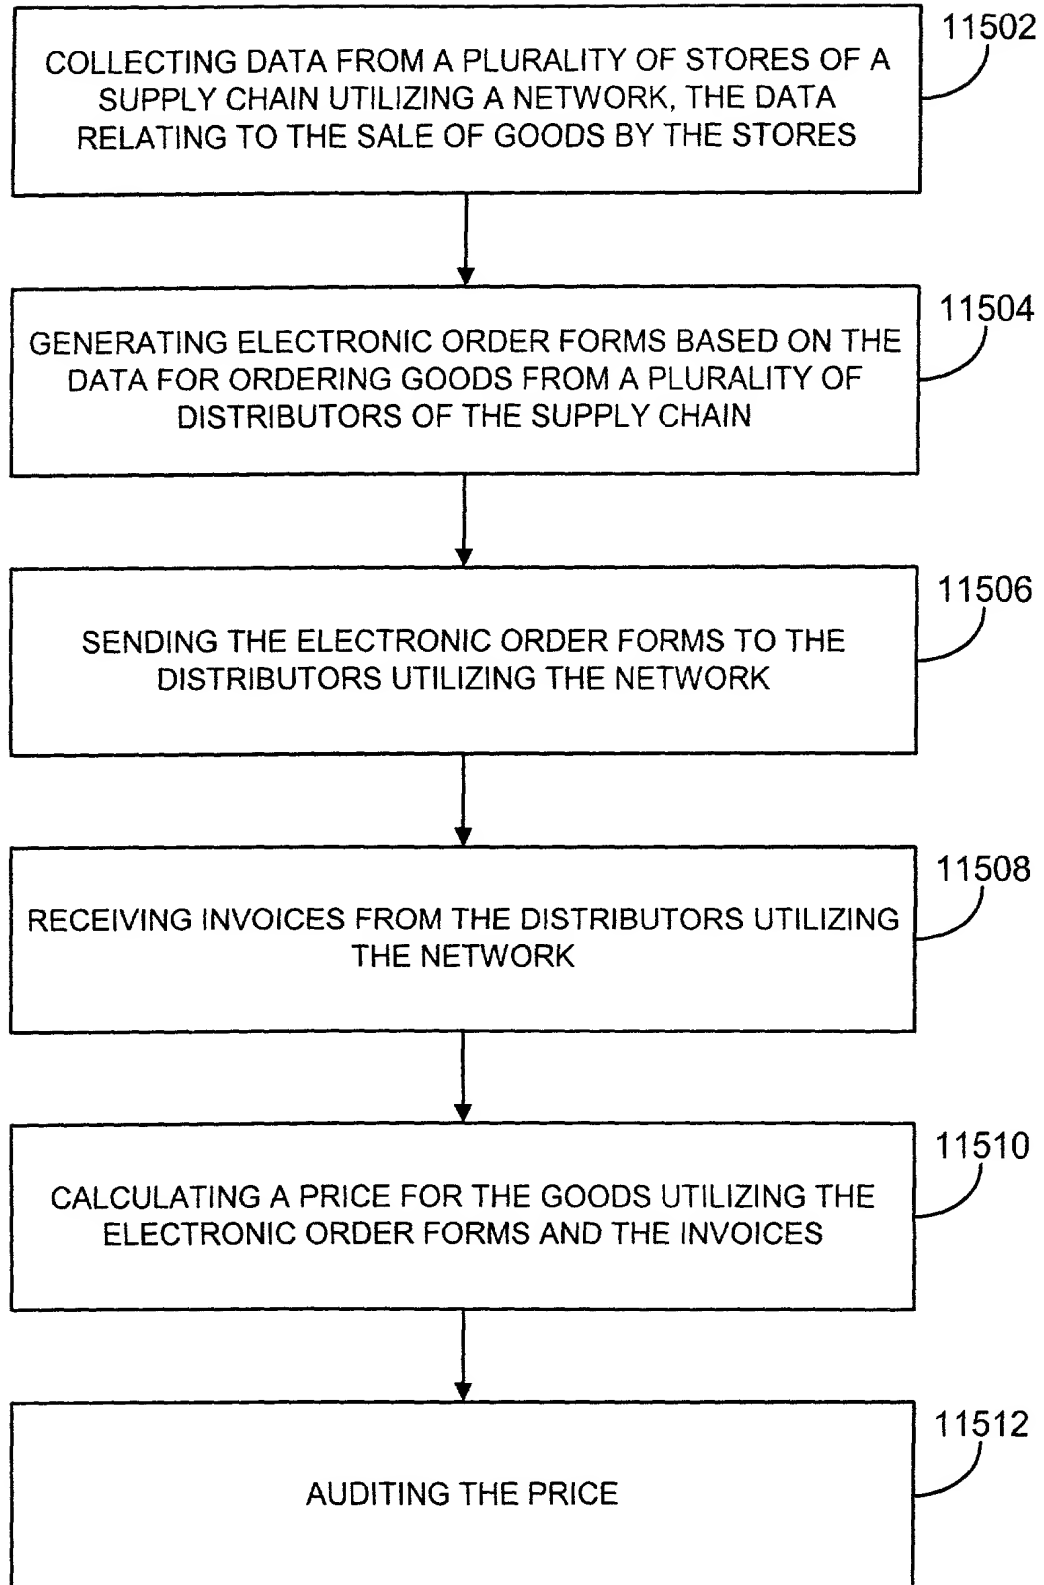 11502
COLLECTING DATA FROM A PLURALITY OF STORES OF A
SUPPLY CHAIN UTILIZING A NETWORK, THE DATA
RELATING TO THE SALE OF GOODS BY THE STORES
11504
GENERATING ELECTRONIC ORDER FORMS BASED ON THE
DATA FOR ORDERING GOODS FROM A PLURALITY OF
DISTRIBUTORS OF THE SUPPLY CHAIN
11506
SENDING THE ELECTRONIC ORDER FORMS TO THE
DISTRIBUTORS UTILIZING THE NETWORK
11508
RECEIVING INVOICES FROM THE DISTRIBUTORS UTILIZING
THE NETWORK
11510
CALCULATING A PRICE FOR THE GOODS UTILIZING THE
ELECTRONIC ORDER FORMS AND THE INVOICES
11512
AUDITING THE PRICE